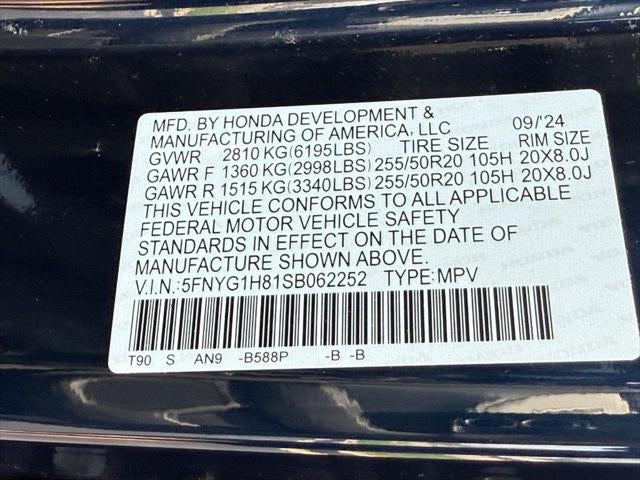 MFD. BY HONDA DEVELOPMENT &
MANUFACTURING OF AMERICA, LLC 09/'24
GVWR 2810 KG(6195LBS) TIRE SIZE RIM SIZE
GAWR F 1360 KG(2998LBS) 255/50R20 105H 20X8.0J
GAWR R 1515 KG(3340LBS) 255/50R20 105H 20X8.0J
THIS VEHICLE CONFORMS TO ALL APPLICABLE
FEDERAL MOTOR VEHICLE SAFETY
STANDARDS IN EFFECT ON THE DATE OF
MANUFACTURE SHOWN ABOVE.
V.I.N.:5FNYG1H81SB062252 TYPE:MPV
T90 S AN9 -B588P -B -B